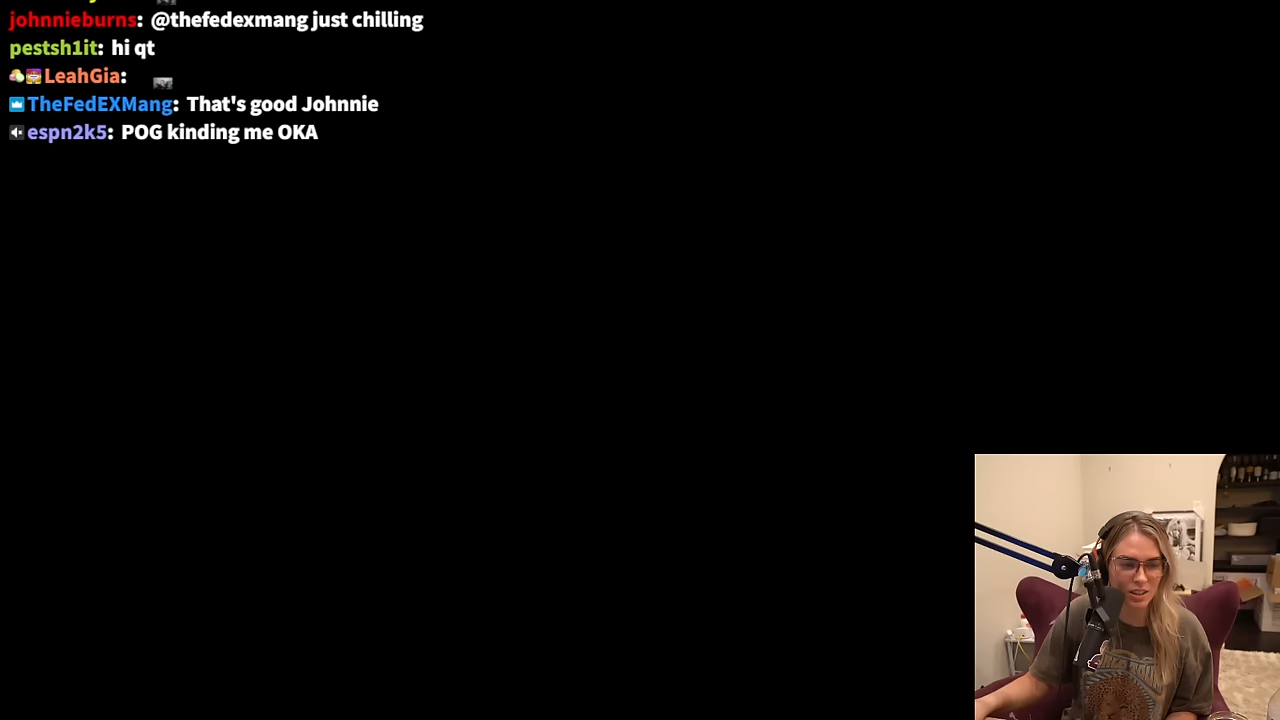 johnnieburns: @thefedexmang just chilling
pestsh1it: hi qt
LeahGia:
TheFedEXMang: That's good Johnnie
espn2k5: POG kinding me OKA